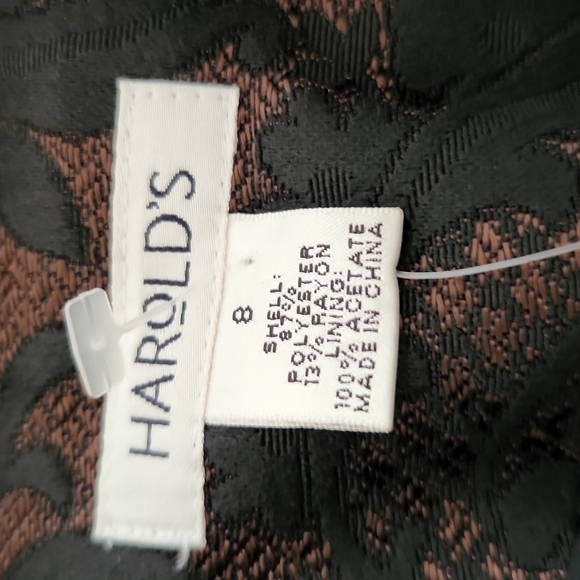 HAROLD'S
8
SHELL:
87%
POLYESTER
13% RAYON
LINING:
100% ACETATE
MADE IN CHINA